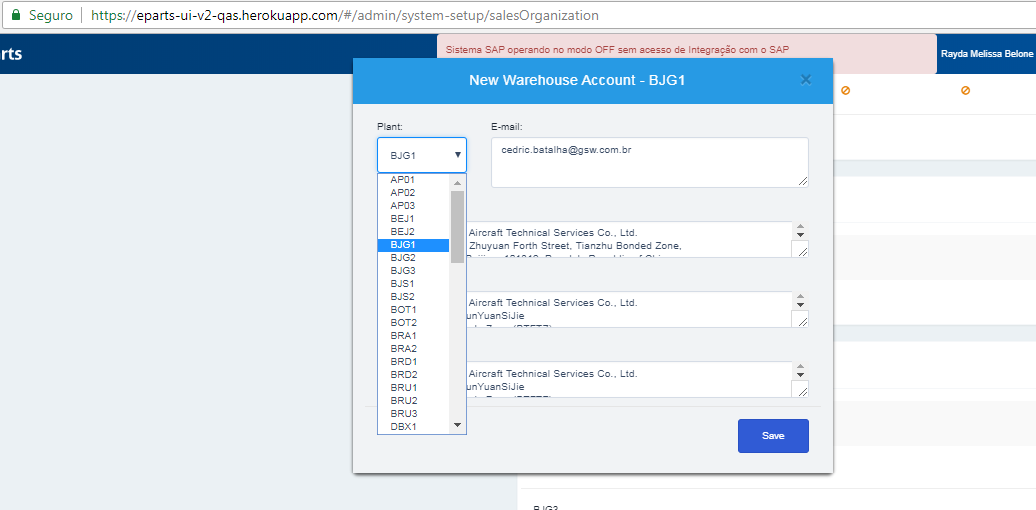 Seguro
https://eparts-ui-v2-qas.herokuapp.com/#/admin/system-setup/salesOrganization
rts
Sistema SAP operando no modo OFF sem acesso de Integração com o SAP
Rayda Melissa Belone
New Warehouse Account - BJG1
×
Plant:
E-mail:
BJG1
cedric.batalha@gsw.com.br
AP01
AP02
AP03
BEJ1
BEJ2
BJG1
BJG2
BJG3
BJS1
BJS2
BOT1
BOT2
BRA1
BRA2
BRD1
BRD2
BRU1
BRU2
BRU3
DBX1
Aircraft Technical Services Co., Ltd.
Zhuyuan Forth Street, Tianzhu Bonded Zone,
Aircraft Technical Services Co., Ltd.
unYuanSiJie
Aircraft Technical Services Co., Ltd.
unYuanSiJie
Save